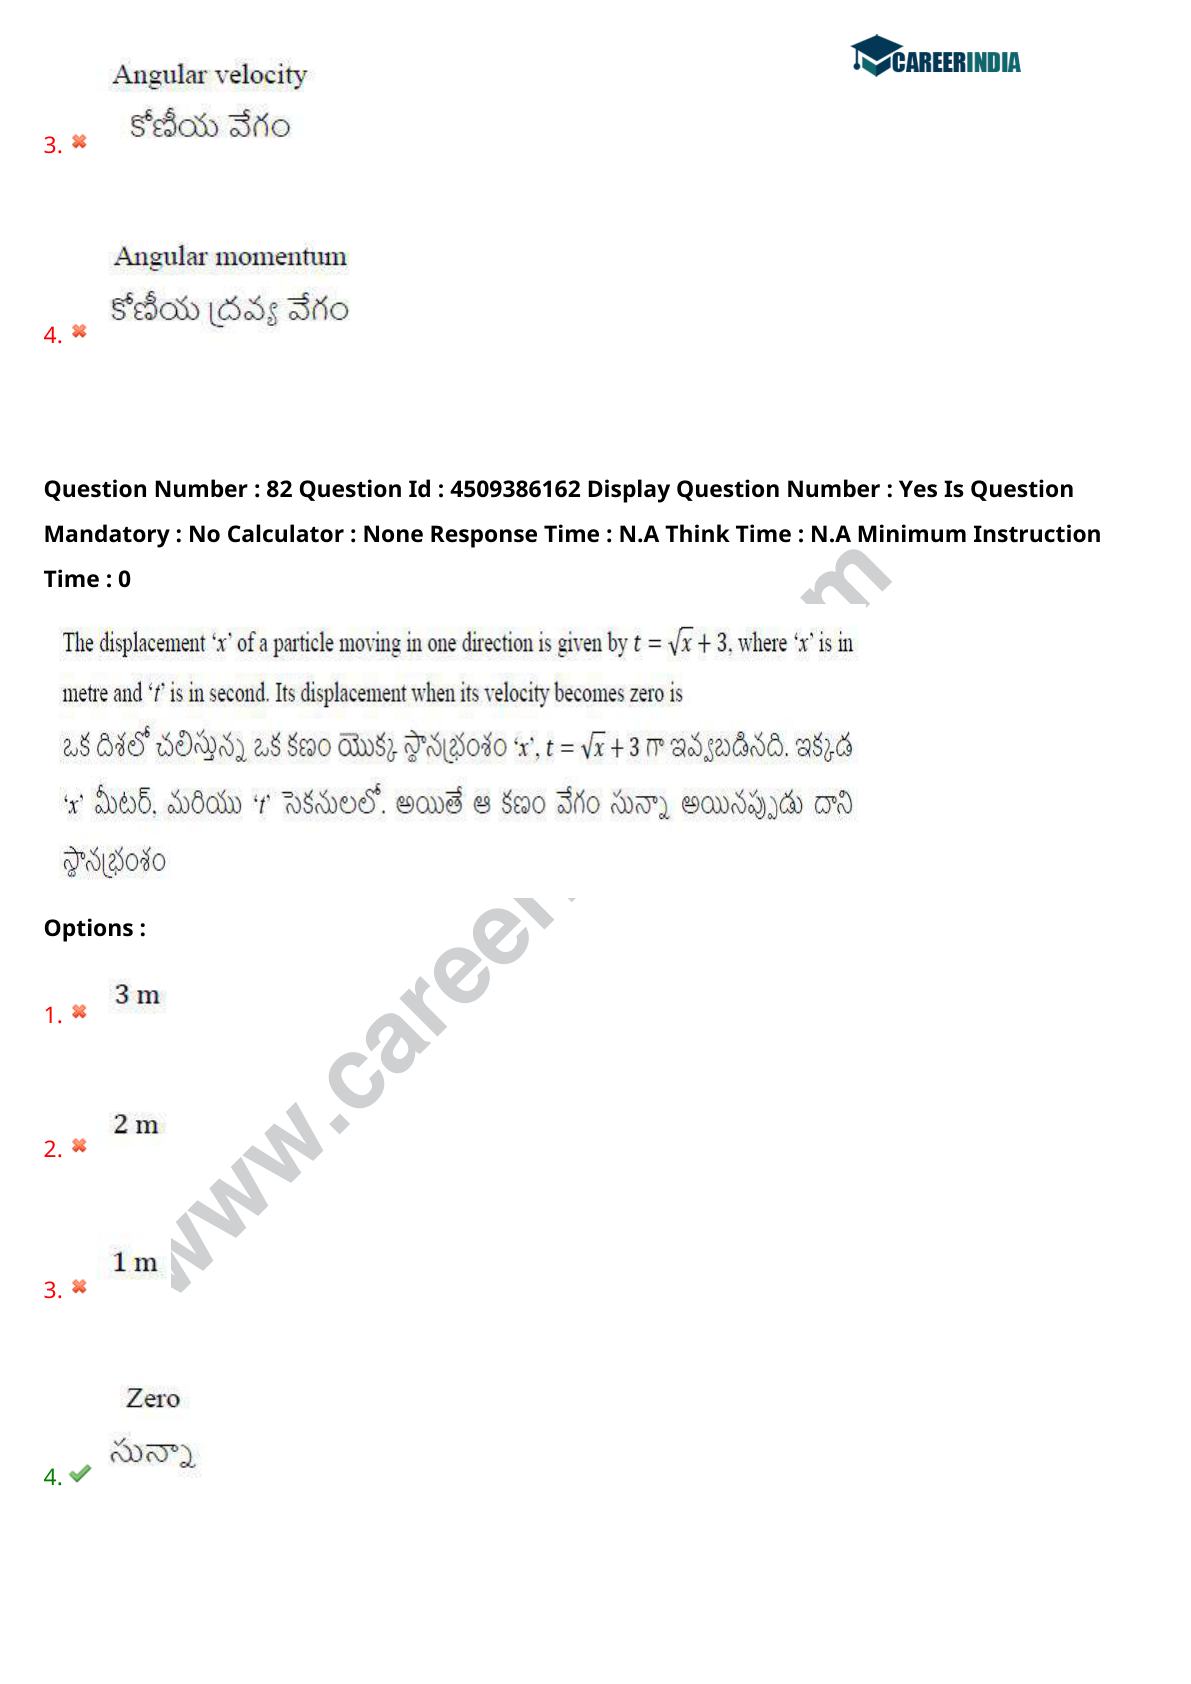 CAREERINDIA
Angular velocity
కోణీయ వేగం
3.
Angular momentum
కోణీయ ద్రవ్య వేగం
4.
Question Number : 82 Question Id : 4509386162 Display Question Number : Yes Is Question
Mandatory : No Calculator : None Response Time : N.A Think Time : N.A Minimum Instruction
Time : 0
The displacement ‘x’ of a particle moving in one direction is given by t = √x + 3, where ‘x’ is in
metre and ‘t’ is in second. Its displacement when its velocity becomes zero is
ఒక దిశలో చలిస్తున్న ఒక కణం యొక్క స్థానభ్రంశం ‘x’, t = √x + 3 గా ఇవ్వబడినది. ఇక్కడ
‘x’ మీటర్, మరియు ‘t’ సెకనులలో. అయితే ఆ కణం వేగం సున్నా అయినప్పుడు దాని
స్థానభ్రంశం
Options :
3 m
1.
2 m
2.
1 m
3.
Zero
సున్నా
4.
www.career
m